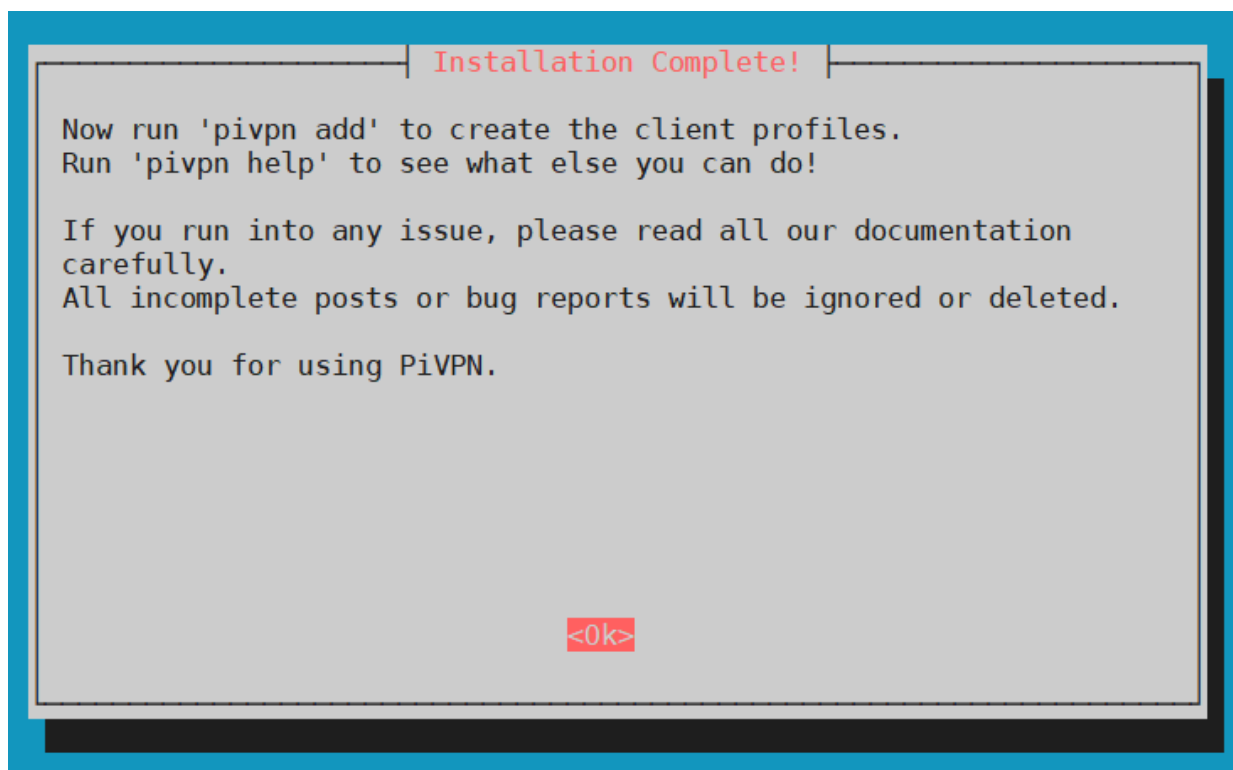 Installation Complete!
Now run 'pivpn add' to create the client profiles.
Run 'pivpn help' to see what else you can do!
If you run into any issue, please read all our documentation
carefully.
All incomplete posts or bug reports will be ignored or deleted.
Thank you for using PiVPN.
<Ok>